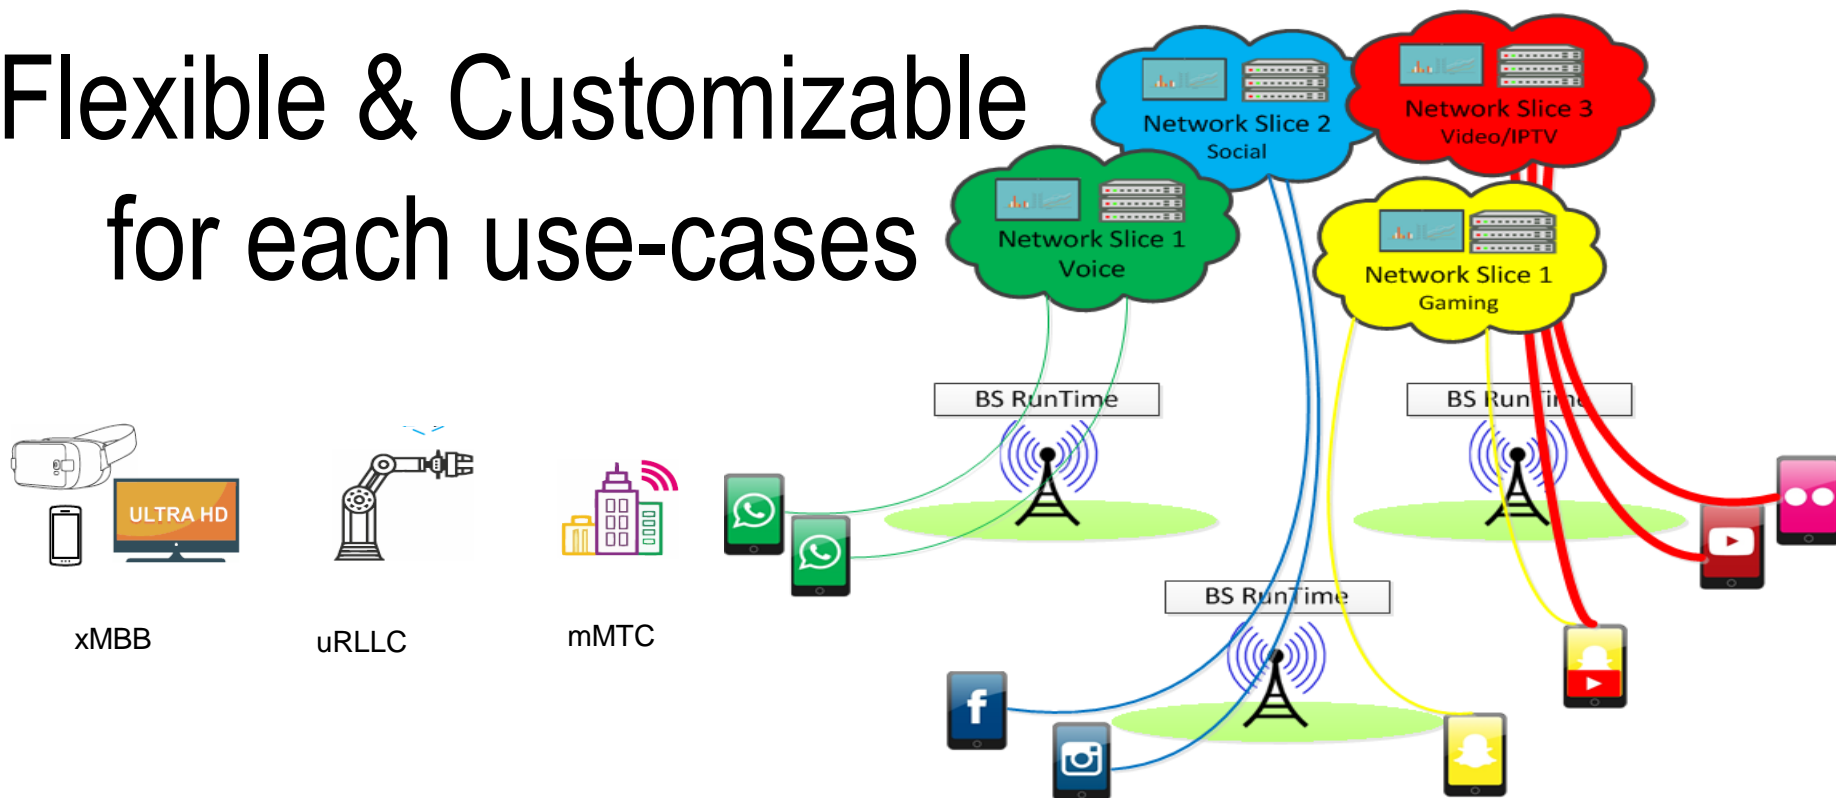 Flexible & Customizable
for each use-cases
Network Slice 2
Social
Network Slice 3
Video/IPTV
Network Slice 1
Voice
Network Slice 1
Gaming
BS RunTime
BS RunTime
BS RunTime
ULTRA HD
xMBB
uRLLC
mMTC
f